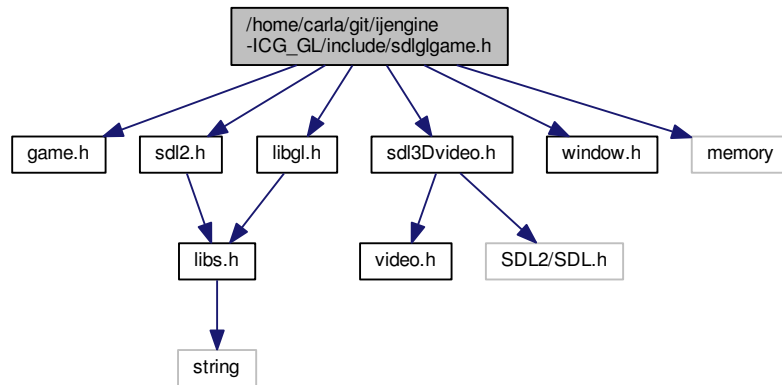 /home/carla/git/ijengine
-ICG_GL/include/sdlglgame.h
game.h
sdl2.h
libgl.h
sdl3Dvideo.h
window.h
memory
libs.h
video.h
SDL2/SDL.h
string